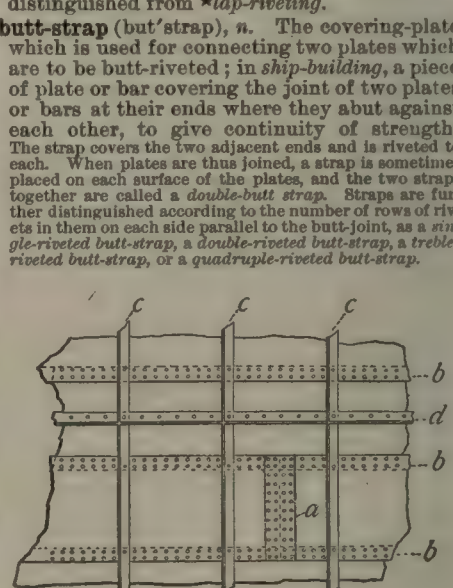 distinguished from *lap-riveting.
butt-strap (but′strap), n. The covering-plate
which is used for connecting two plates which
are to be butt-riveted; in ship-building, a piece
of plate or bar covering the joint of two plates
or bars at their ends where they abut agains
each other, to give continuity of strength
The strap covers the two adjacent ends and is riveted t
each. When plates are thus joined, a strap is sometime
placed on each surface of the plates, and the two strap
together are called a double-butt strap. Straps are fur
ther distinguished according to the number of rows of riv
ets in them on each side parallel to the butt-joint, as a sin
gle-riveted butt-strap, a double-riveted butt-strap, a treble
riveted butt-strap, or a quadruple-riveted butt-strap.
c c c
b
d
b
a
b